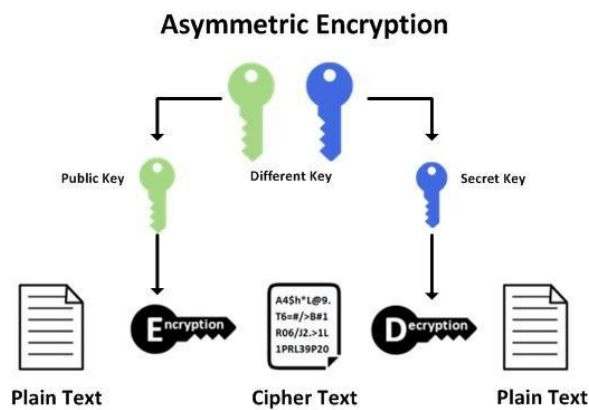 Asymmetric Encryption
Public Key
Different Key
Secret Key
Encryption
A4$h*L@9.
T6=#/>B#1
R06/J2.>1L
1PRL39P20
Decryption
Plain Text
Cipher Text
Plain Text